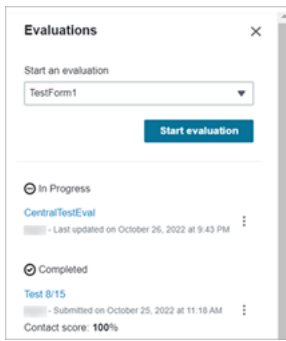 Evaluations
Start an evaluation
TestForm1
Start evaluation
In Progress
CentralTestEval
- Last updated on October 26, 2022 at 9:43 PM
Completed
Test 8/15
- Submitted on October 25, 2022 at 11:18 AM
Contact score: 100%